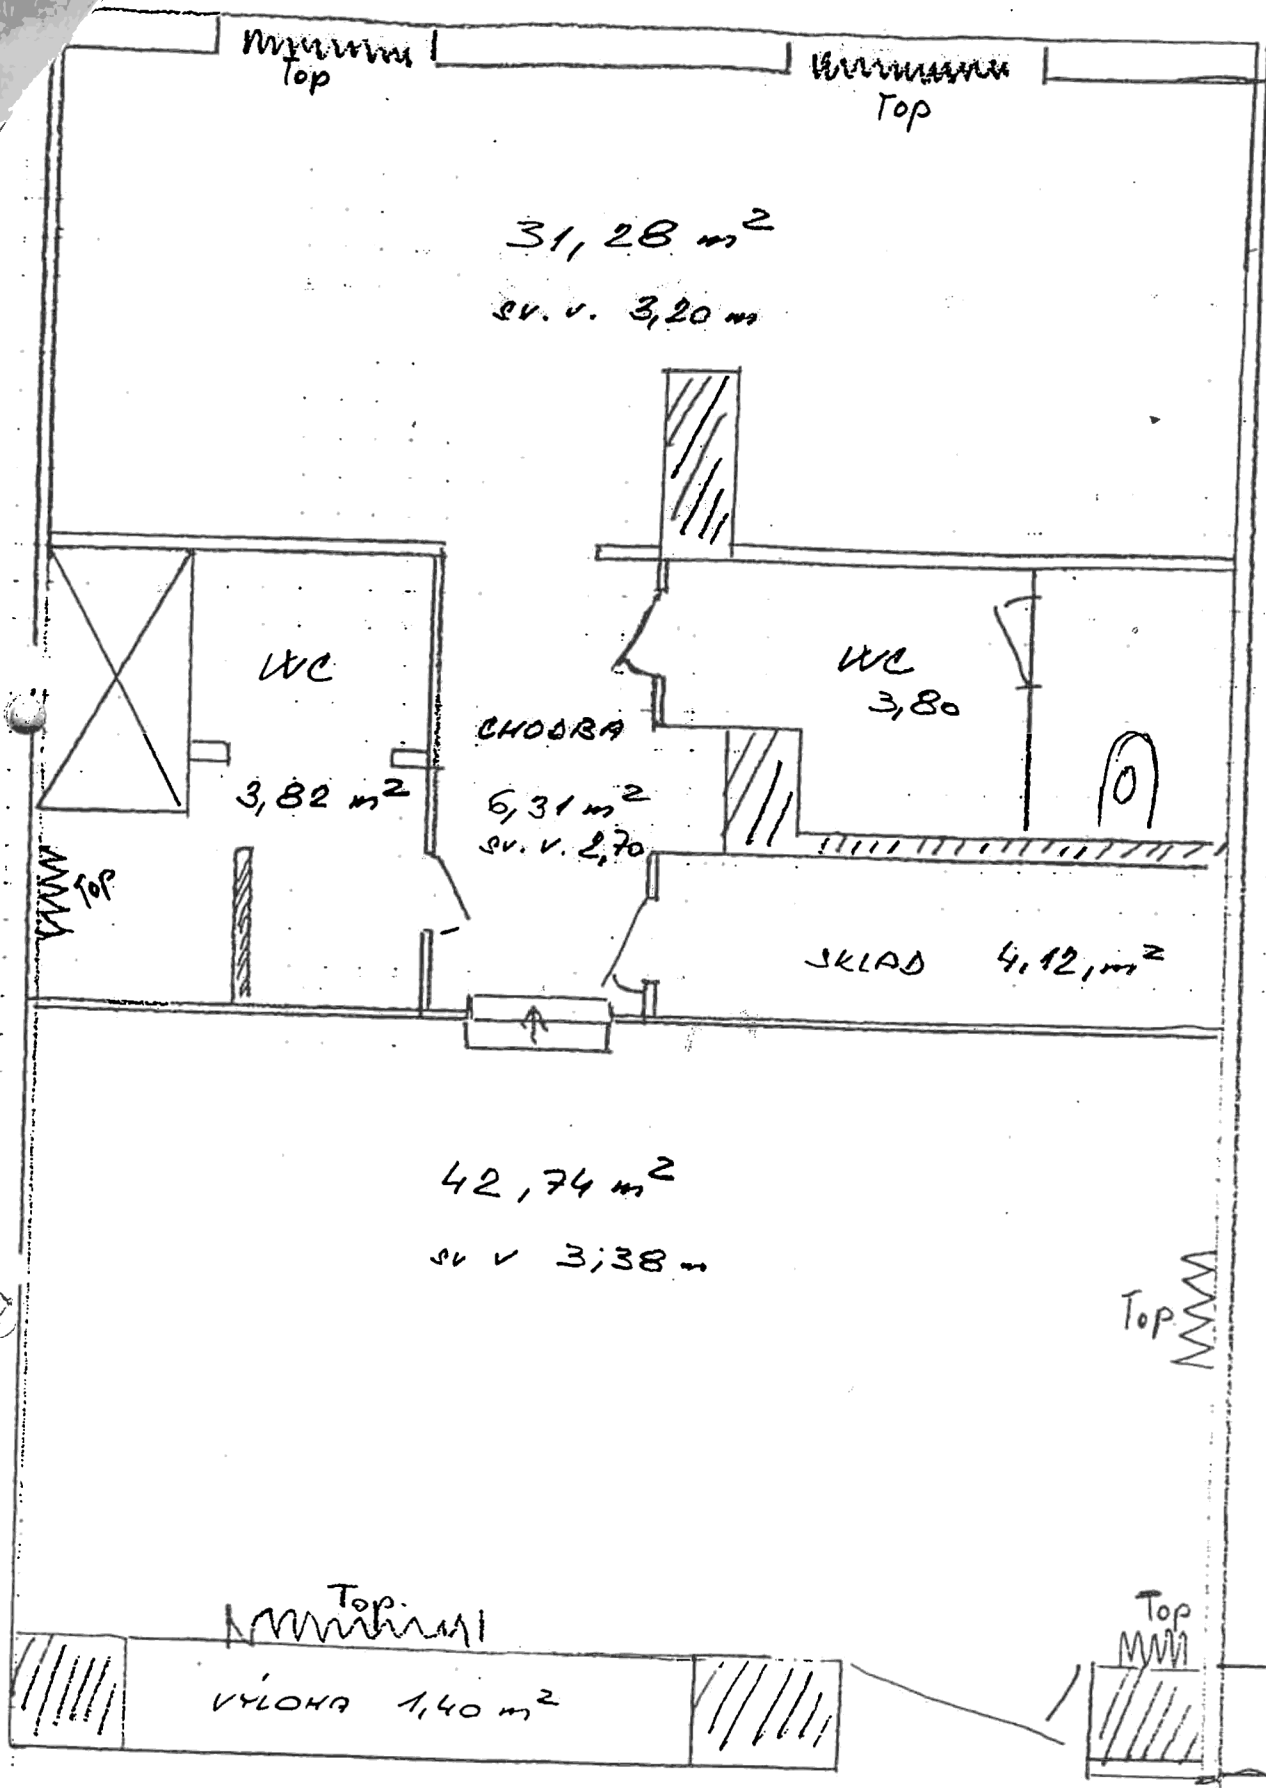 Top
Top
31,28 m²
sv. v. 3,20 m
WC
WC
3,80
CHODBA
3,82 m²
6,31 m²
sv. v. 2,70
Top
SKLAD 4,12, m²
42,74 m²
sv v 3,38 m
Top
Top.
Top
VÝLOHA 1,40 m²